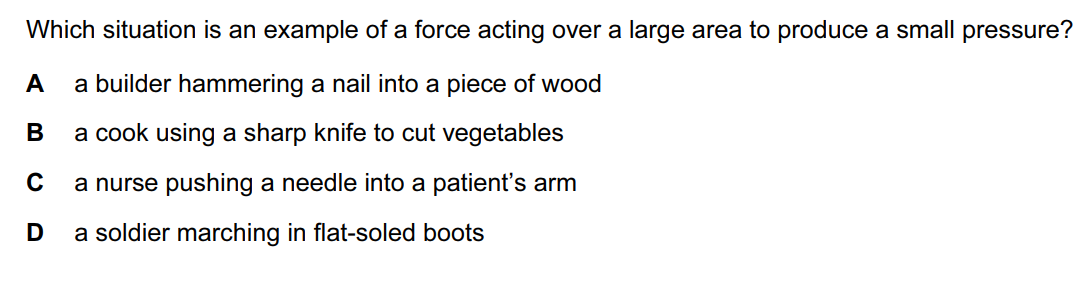 Which situation is an example of a force acting over a large area to produce a small pressure?
A a builder hammering a nail into a piece of wood
B a cook using a sharp knife to cut vegetables
C a nurse pushing a needle into a patient’s arm
D a soldier marching in flat-soled boots